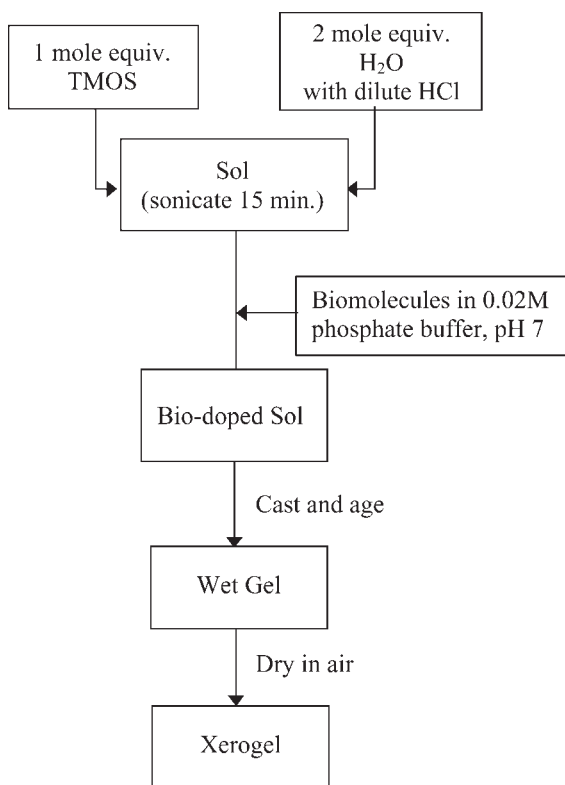 1 mole equiv.
TMOS
2 mole equiv.
H₂O
with dilute HCl
Sol
(sonicate 15 min.)
Biomolecules in 0.02M
phosphate buffer, pH 7
Bio-doped Sol
Cast and age
Wet Gel
Dry in air
Xerogel